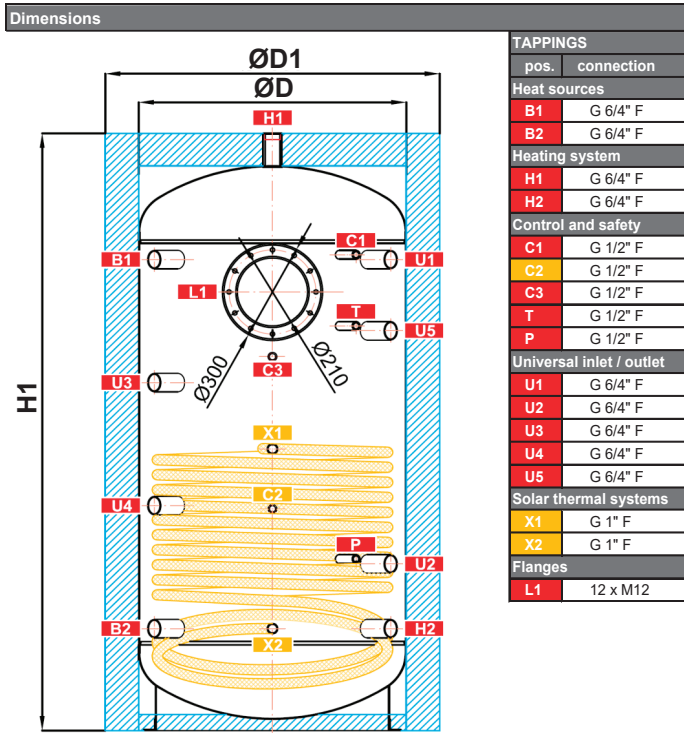 Dimensions
ØD1
ØD
H1
C1
B1
U1
L1
T
U5
Ø300
Ø210
C3
U3
H1
X1
C2
U4
P
U2
B2
H2
X2
TAPPINGS
pos. connection
Heat sources
B1 G 6/4" F
B2 G 6/4" F
Heating system
H1 G 6/4" F
H2 G 6/4" F
Control and safety
C1 G 1/2" F
C2 G 1/2" F
C3 G 1/2" F
T G 1/2" F
P G 1/2" F
Universal inlet / outlet
U1 G 6/4" F
U2 G 6/4" F
U3 G 6/4" F
U4 G 6/4" F
U5 G 6/4" F
Solar thermal systems
X1 G 1" F
X2 G 1" F
Flanges
L1 12 x M12